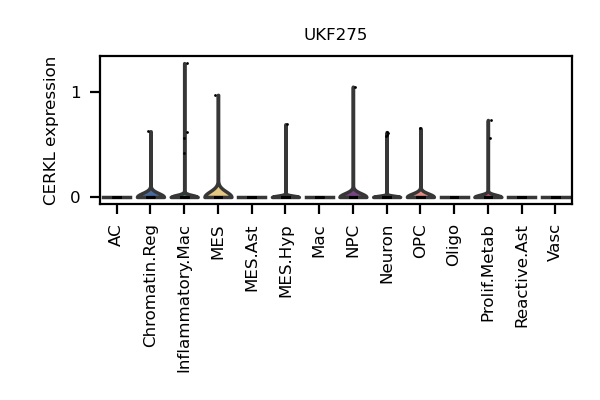 UKF275
CERKL expression
1
0
AC
Chromatin.Reg
Inflammatory.Mac
MES
MES.Ast
MES.Hyp
Mac
NPC
Neuron
OPC
Oligo
Prolif.Metab
Reactive.Ast
Vasc